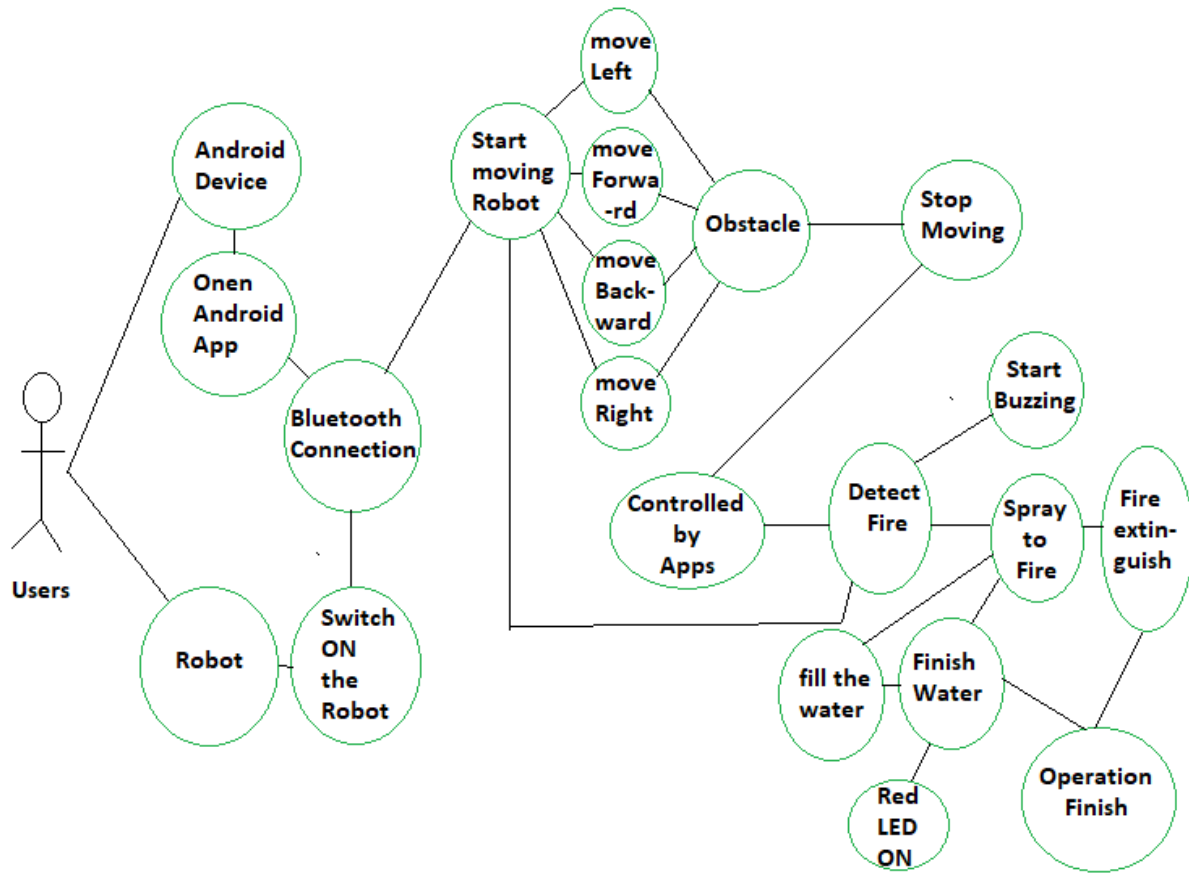 move
Left
Android
Device
Start
moving
Robot
move
Forwa
-rd
Obstacle
Stop
Moving
Onen
Android
App
move
Back-
ward
move
Right
Start
Buzzing
Bluetooth
Connection
Users
Controlled
by
Apps
Detect
Fire
Spray
to
Fire
Fire
extin-
guish
Robot
Switch
ON
the
Robot
fill the
water
Finish
Water
Red
LED
ON
Operation
Finish